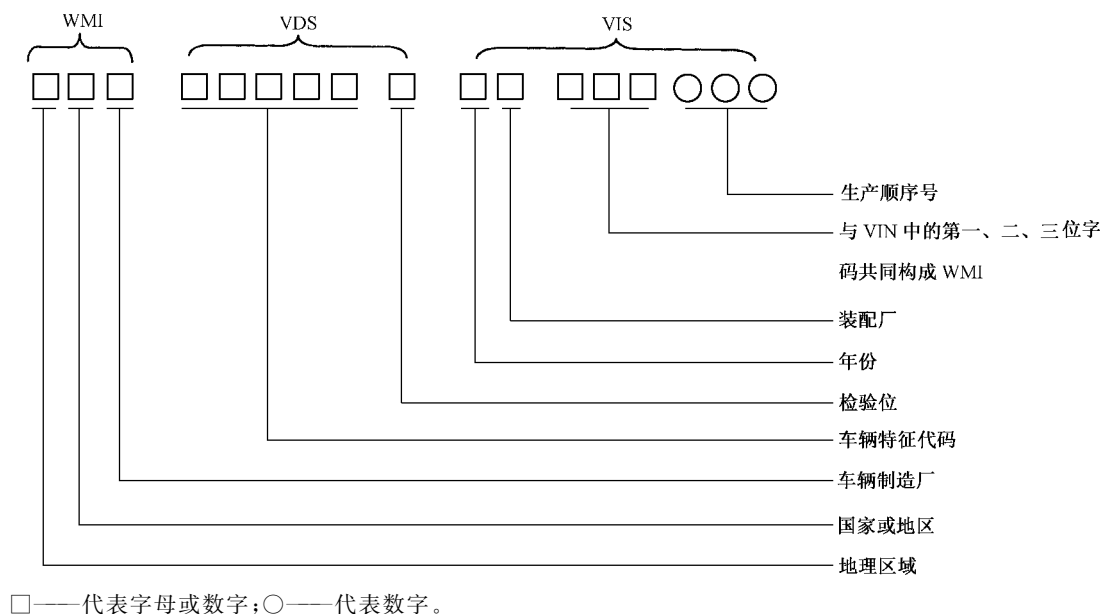 WMI VDS VIS
生产顺序号
与 VIN 中的第一、二、三位字
码共同构成 WMI
装配厂
年份
检验位
车辆特征代码
车辆制造厂
国家或地区
地理区域
□——代表字母或数字;○——代表数字。